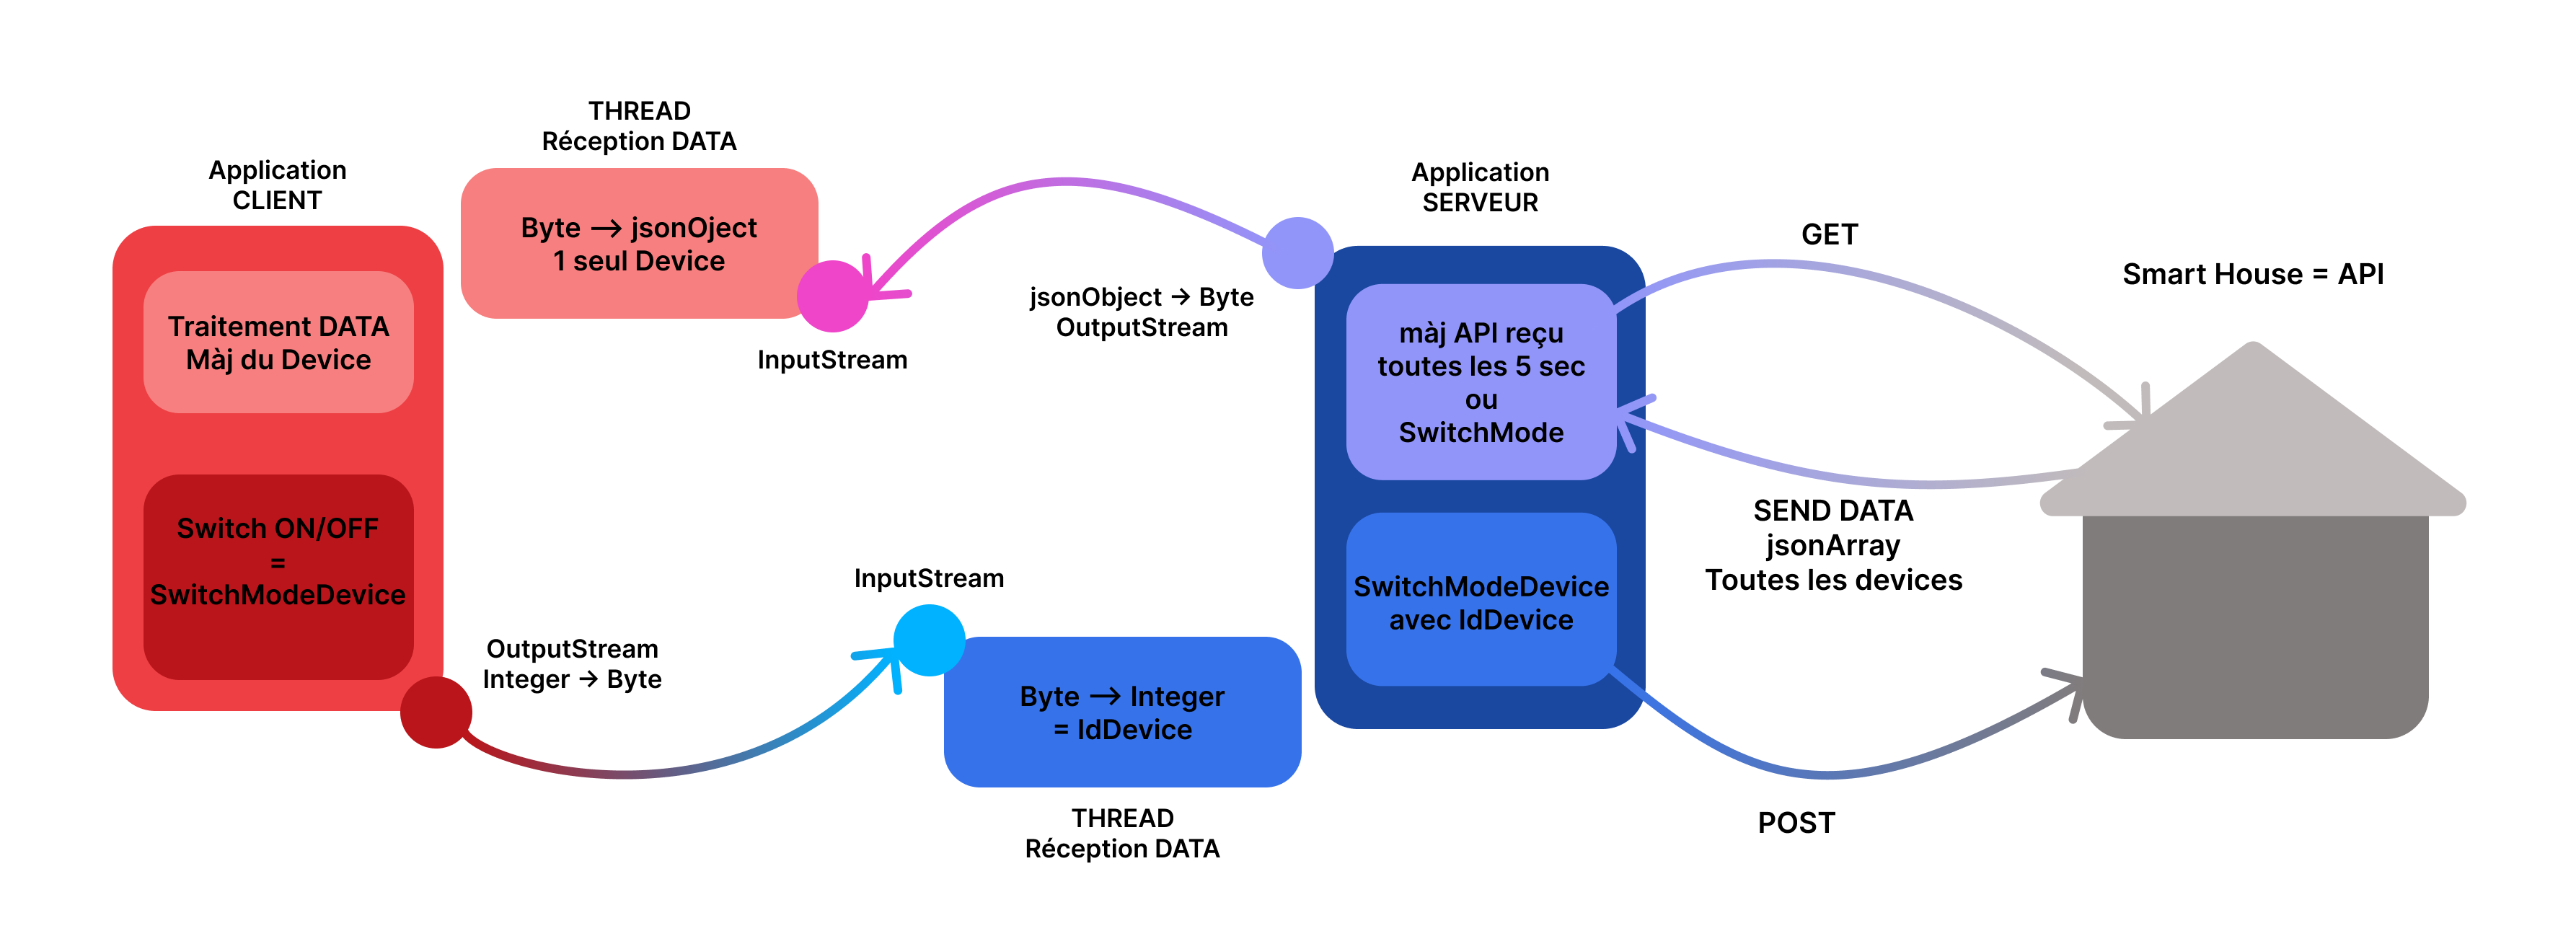 Application
CLIENT
Traitement DATA
Màj du Device
Switch ON/OFF
=
SwitchModeDevice
THREAD
Réception DATA
Byte → jsonOject
1 seul Device
InputStream
OutputStream
Integer → Byte
jsonObject → Byte
OutputStream
InputStream
Byte → Integer
= IdDevice
THREAD
Réception DATA
Application
SERVEUR
màj API reçu
toutes les 5 sec
ou
SwitchMode
SwitchModeDevice
avec IdDevice
GET
SEND DATA
jsonArray
Toutes les devices
POST
Smart House = API